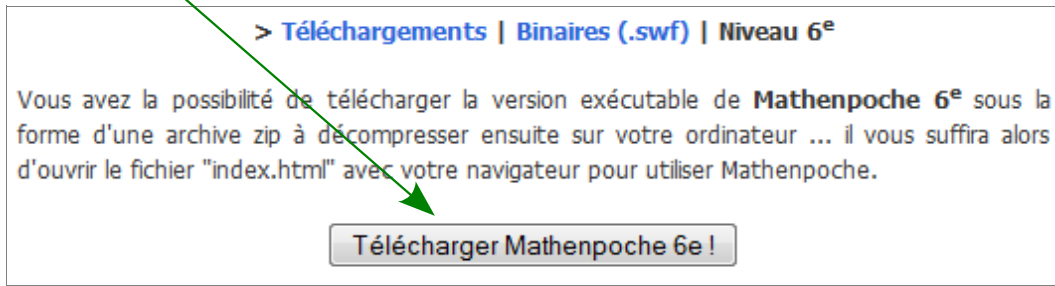 > Téléchargements | Binaires (.swf) | Niveau 6e
Vous avez la possibilité de télécharger la version exécutable de Mathenpoche 6e sous la
forme d'une archive zip à décompresser ensuite sur votre ordinateur ... il vous suffira alors
d'ouvrir le fichier "index.html" avec votre navigateur pour utiliser Mathenpoche.
Télécharger Mathenpoche 6e !